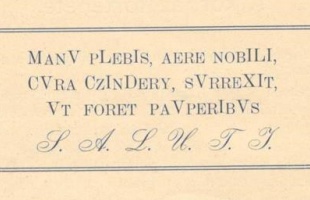 ManV pLebIs, aere nobILI,
CVra CzInDery, sVrreXIt,
Vt foret paVperIbVs
S. A. L. U. T. I.